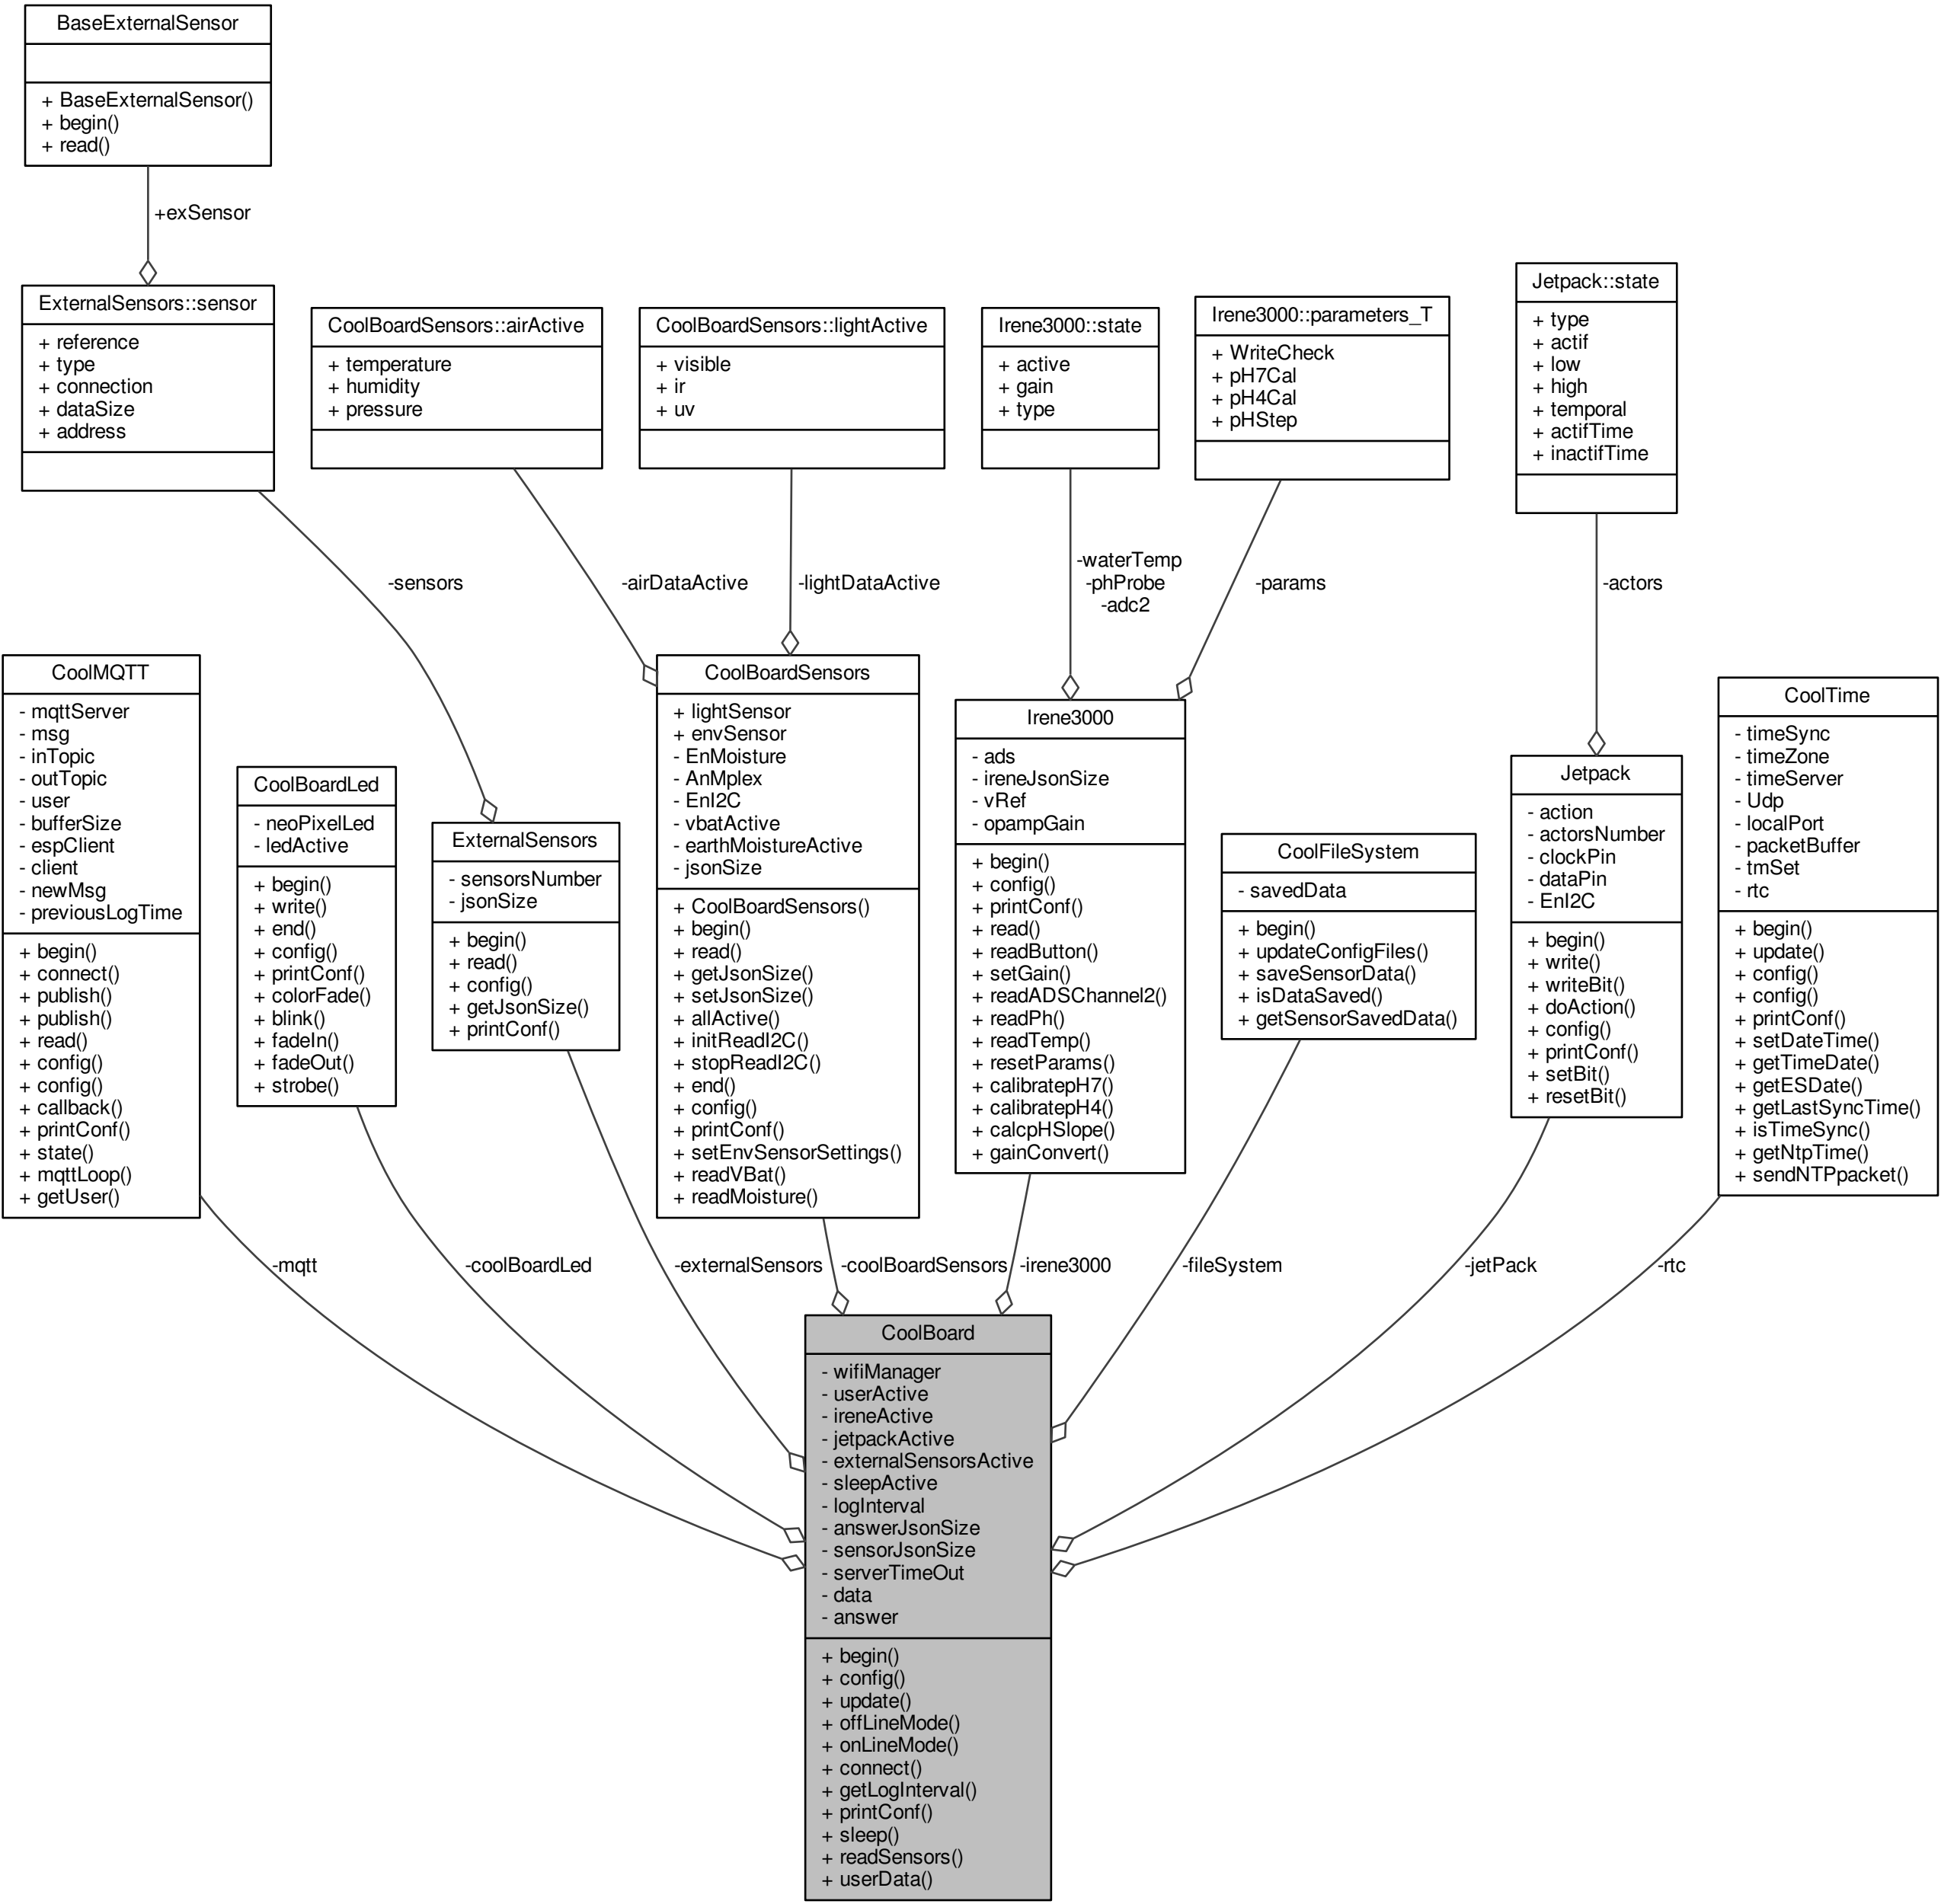 BaseExternalSensor
+ BaseExternalSensor()
+ begin()
+ read()
+exSensor
ExternalSensors::sensor
+ reference
+ type
+ connection
+ dataSize
+ address
CoolBoardSensors::airActive
+ temperature
+ humidity
+ pressure
CoolBoardSensors::lightActive
+ visible
+ ir
+ uv
Irene3000::state
+ active
+ gain
+ type
Irene3000::parameters_T
+ WriteCheck
+ pH7Cal
+ pH4Cal
+ pHStep
Jetpack::state
+ type
+ actif
+ low
+ high
+ temporal
+ actifTime
+ inactifTime
-sensors
-airDataActive
-lightDataActive
-waterTemp
-phProbe
-adc2
-params
-actors
CoolMQTT
- mqttServer
- msg
- inTopic
- outTopic
- user
- bufferSize
- espClient
- client
- newMsg
- previousLogTime
+ begin()
+ connect()
+ publish()
+ publish()
+ read()
+ config()
+ config()
+ callback()
+ printConf()
+ state()
+ mqttLoop()
+ getUser()
CoolBoardLed
- neoPixelLed
- ledActive
+ begin()
+ write()
+ end()
+ config()
+ printConf()
+ colorFade()
+ blink()
+ fadeIn()
+ fadeOut()
+ strobe()
ExternalSensors
- sensorsNumber
- jsonSize
+ begin()
+ read()
+ config()
+ getJsonSize()
+ printConf()
CoolBoardSensors
+ lightSensor
+ envSensor
- EnMoisture
- AnMplex
- EnI2C
- vbatActive
- earthMoistureActive
- jsonSize
+ CoolBoardSensors()
+ begin()
+ read()
+ getJsonSize()
+ setJsonSize()
+ allActive()
+ initReadI2C()
+ stopReadI2C()
+ end()
+ config()
+ printConf()
+ setEnvSensorSettings()
+ readVBat()
+ readMoisture()
Irene3000
- ads
- ireneJsonSize
- vRef
- opampGain
+ begin()
+ config()
+ printConf()
+ read()
+ readButton()
+ setGain()
+ readADSChannel2()
+ readPh()
+ readTemp()
+ resetParams()
+ calibratepH7()
+ calibratepH4()
+ calcpHSlope()
+ gainConvert()
CoolFileSystem
- savedData
+ begin()
+ updateConfigFiles()
+ saveSensorData()
+ isDataSaved()
+ getSensorSavedData()
Jetpack
- action
- actorsNumber
- clockPin
- dataPin
- EnI2C
+ begin()
+ write()
+ writeBit()
+ doAction()
+ config()
+ printConf()
+ setBit()
+ resetBit()
CoolTime
- timeSync
- timeZone
- timeServer
- Udp
- localPort
- packetBuffer
- tmSet
- rtc
+ begin()
+ update()
+ config()
+ config()
+ printConf()
+ setDateTime()
+ getTimeDate()
+ getESDate()
+ getLastSyncTime()
+ isTimeSync()
+ getNtpTime()
+ sendNTPpacket()
-mqtt
-coolBoardLed
-externalSensors
-coolBoardSensors
-irene3000
-fileSystem
-jetPack
-rtc
CoolBoard
- wifiManager
- userActive
- ireneActive
- jetpackActive
- externalSensorsActive
- sleepActive
- logInterval
- answerJsonSize
- sensorJsonSize
- serverTimeOut
- data
- answer
+ begin()
+ config()
+ update()
+ offLineMode()
+ onLineMode()
+ connect()
+ getLogInterval()
+ printConf()
+ sleep()
+ readSensors()
+ userData()